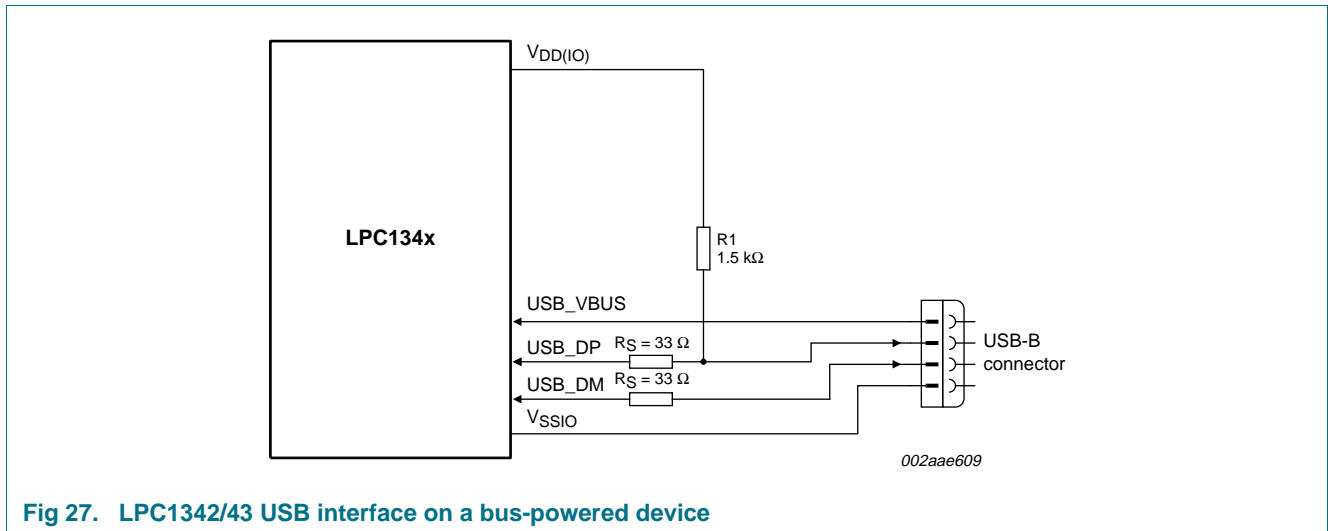 VDD(IO)
LPC134x
R1
1.5 kΩ
USB_VBUS
USB_DP RS = 33 Ω
USB-B
connector
USB_DM RS = 33 Ω
VSSIO
002aae609
Fig 27. LPC1342/43 USB interface on a bus-powered device